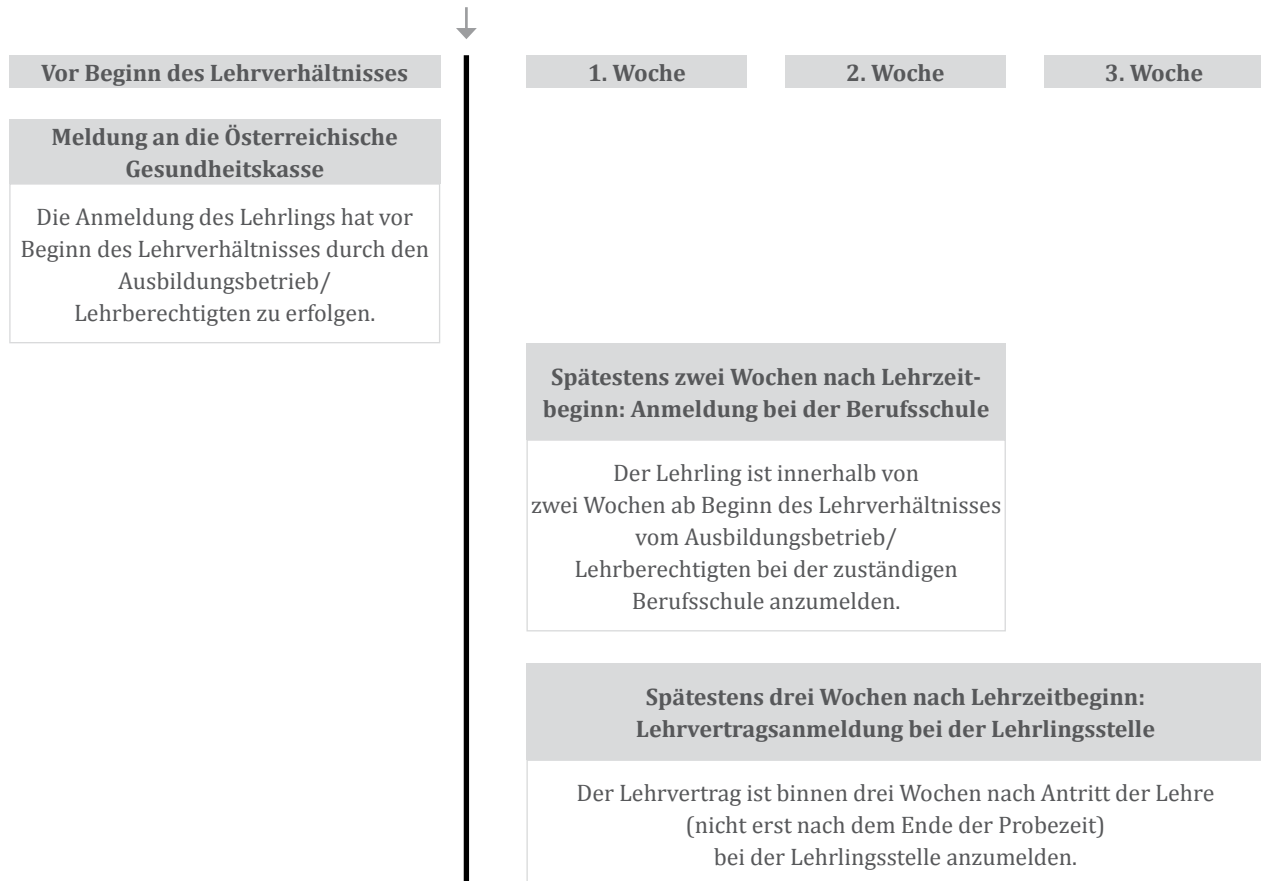 Vor Beginn des Lehrverhältnisses
1. Woche
2. Woche
3. Woche
Meldung an die Österreichische
Gesundheitskasse
Die Anmeldung des Lehrlings hat vor
Beginn des Lehrverhältnisses durch den
Ausbildungsbetrieb/
Lehrberechtigten zu erfolgen.
Spätestens zwei Wochen nach Lehrzeit-
beginn: Anmeldung bei der Berufsschule
Der Lehrling ist innerhalb von
zwei Wochen ab Beginn des Lehrverhältnisses
vom Ausbildungsbetrieb/
Lehrberechtigten bei der zuständigen
Berufsschule anzumelden.
Spätestens drei Wochen nach Lehrzeitbeginn:
Lehrvertragsanmeldung bei der Lehrlingsstelle
Der Lehrvertrag ist binnen drei Wochen nach Antritt der Lehre
(nicht erst nach dem Ende der Probezeit)
bei der Lehrlingsstelle anzumelden.